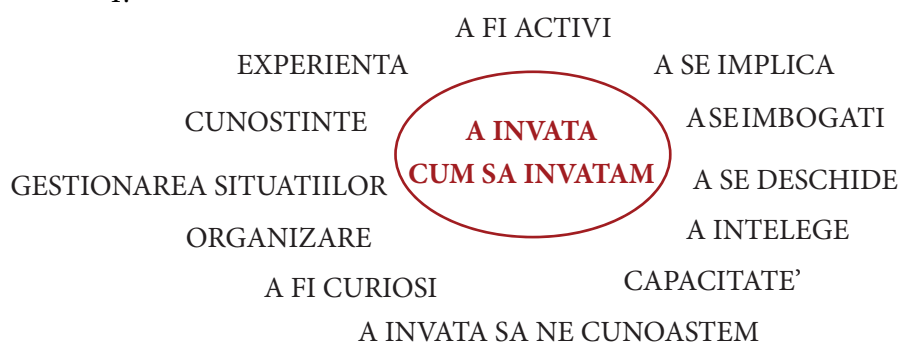 A FI ACTIVI
EXPERIENTA
A SE IMPLICA
CUNOSTINTE
A INVATA
CUM SA INVATAM
A SE IMBOGATI
GESTIONAREA SITUATIILOR
A SE DESCHIDE
ORGANIZARE
A INTELEGE
A FI CURIOSI
CAPACITATE’
A INVATA SA NE CUNOASTEM